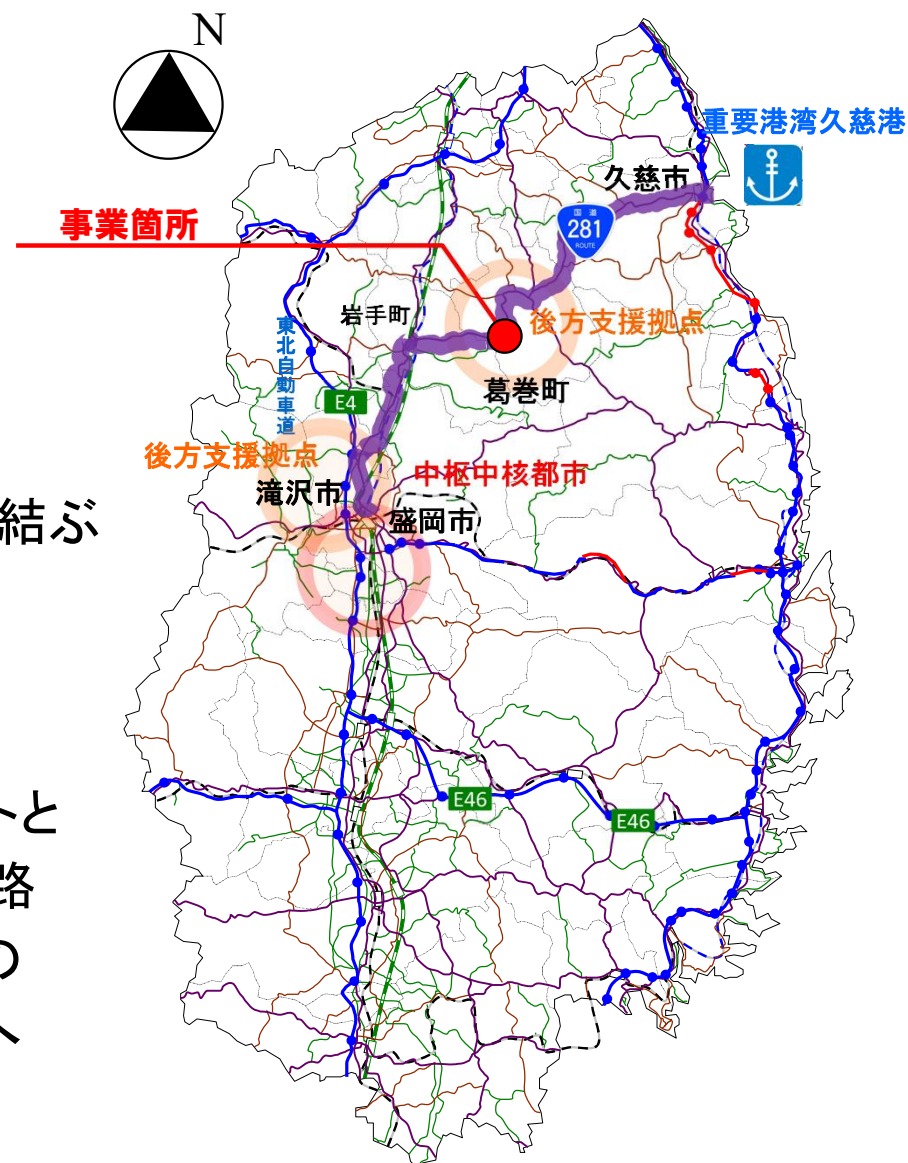 N
重要港湾久慈港
久慈市
事業箇所
国道
281
ROUTE
岩手町
後方支援拠点
東北自動車道
葛巻町
E4
後方支援拠点
中枢中核都市
滝沢市
盛岡市
結ぶ
トと
E46
E46
路
の
へ